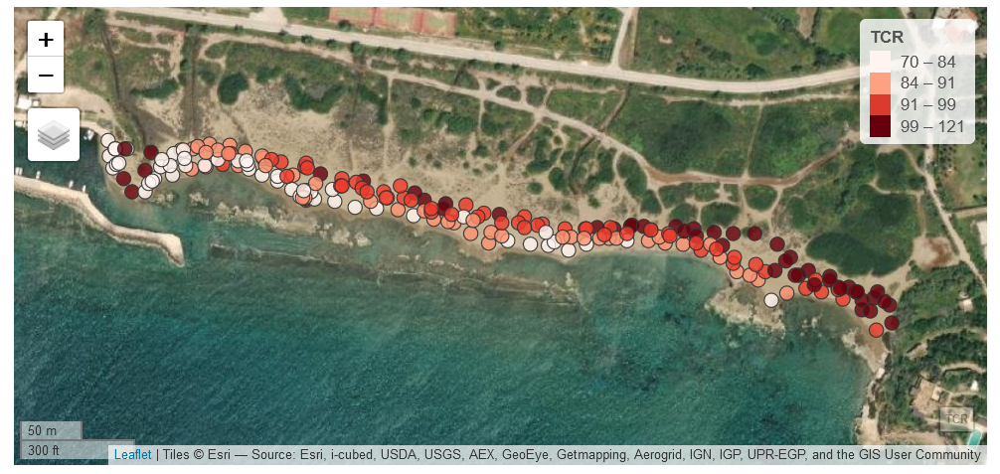 +
−
TCR
70 – 84
84 – 91
91 – 99
99 – 121
TCR
50 m
300 ft
Leaflet | Tiles © Esri — Source: Esri, i-cubed, USDA, USGS, AEX, GeoEye, Getmapping, Aerogrid, IGN, IGP, UPR-EGP, and the GIS User Community